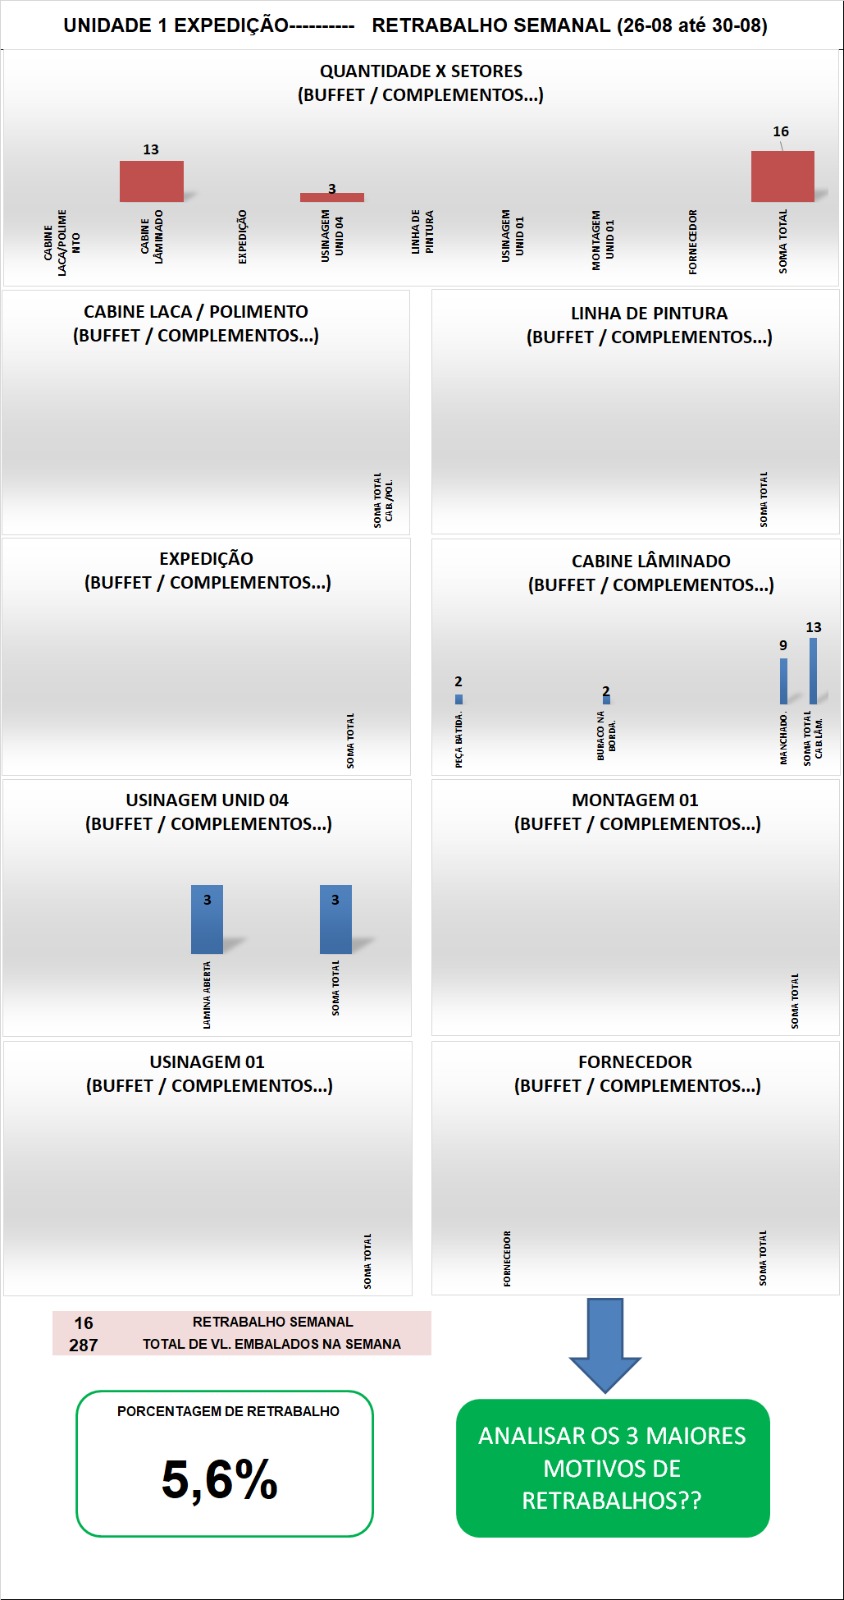 UNIDADE 1 EXPEDIÇÃO---------- RETRABALHO SEMANAL (26-08 até 30-08)
QUANTIDADE X SETORES
(BUFFET / COMPLEMENTOS...)
13
3
16
CABINE
LACA/POLIME
NTO
CABINE
LÂMINADO
EXPEDIÇÃO
USINAGEM
UNID 04
LINHA DE
PINTURA
USINAGEM
UNID 01
MONTAGEM
UNID 01
FORNECEDOR
SOMA TOTAL
CABINE LACA / POLIMENTO
(BUFFET / COMPLEMENTOS...)
SOMA TOTAL
CAB./POL.
LINHA DE PINTURA
(BUFFET / COMPLEMENTOS...)
SOMA TOTAL
EXPEDIÇÃO
(BUFFET / COMPLEMENTOS...)
SOMA TOTAL
CABINE LÂMINADO
(BUFFET / COMPLEMENTOS...)
2
2
9
13
PEÇA BATIDA.
BURACO NA
BORDA.
MANCHADO.
SOMA TOTAL
CAB.LÂM.
USINAGEM UNID 04
(BUFFET / COMPLEMENTOS...)
3
3
LAMINA ABERTA
SOMA TOTAL
MONTAGEM 01
(BUFFET / COMPLEMENTOS...)
SOMA TOTAL
USINAGEM 01
(BUFFET / COMPLEMENTOS...)
SOMA TOTAL
FORNECEDOR
(BUFFET / COMPLEMENTOS...)
FORNECEDOR
SOMA TOTAL
16 RETRABALHO SEMANAL
287 TOTAL DE VL. EMBALADOS NA SEMANA
PORCENTAGEM DE RETRABALHO
5,6%
ANALISAR OS 3 MAIORES
MOTIVOS DE
RETRABALHOS??